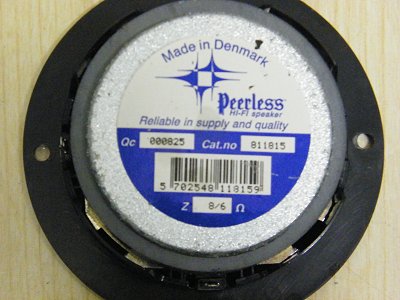 Made in Denmark
Peerless
HI-FI speaker
Reliable in supply and quality
Qc 000825 Cat.no 811815
5 702548 118159
Z 8/6 Ω